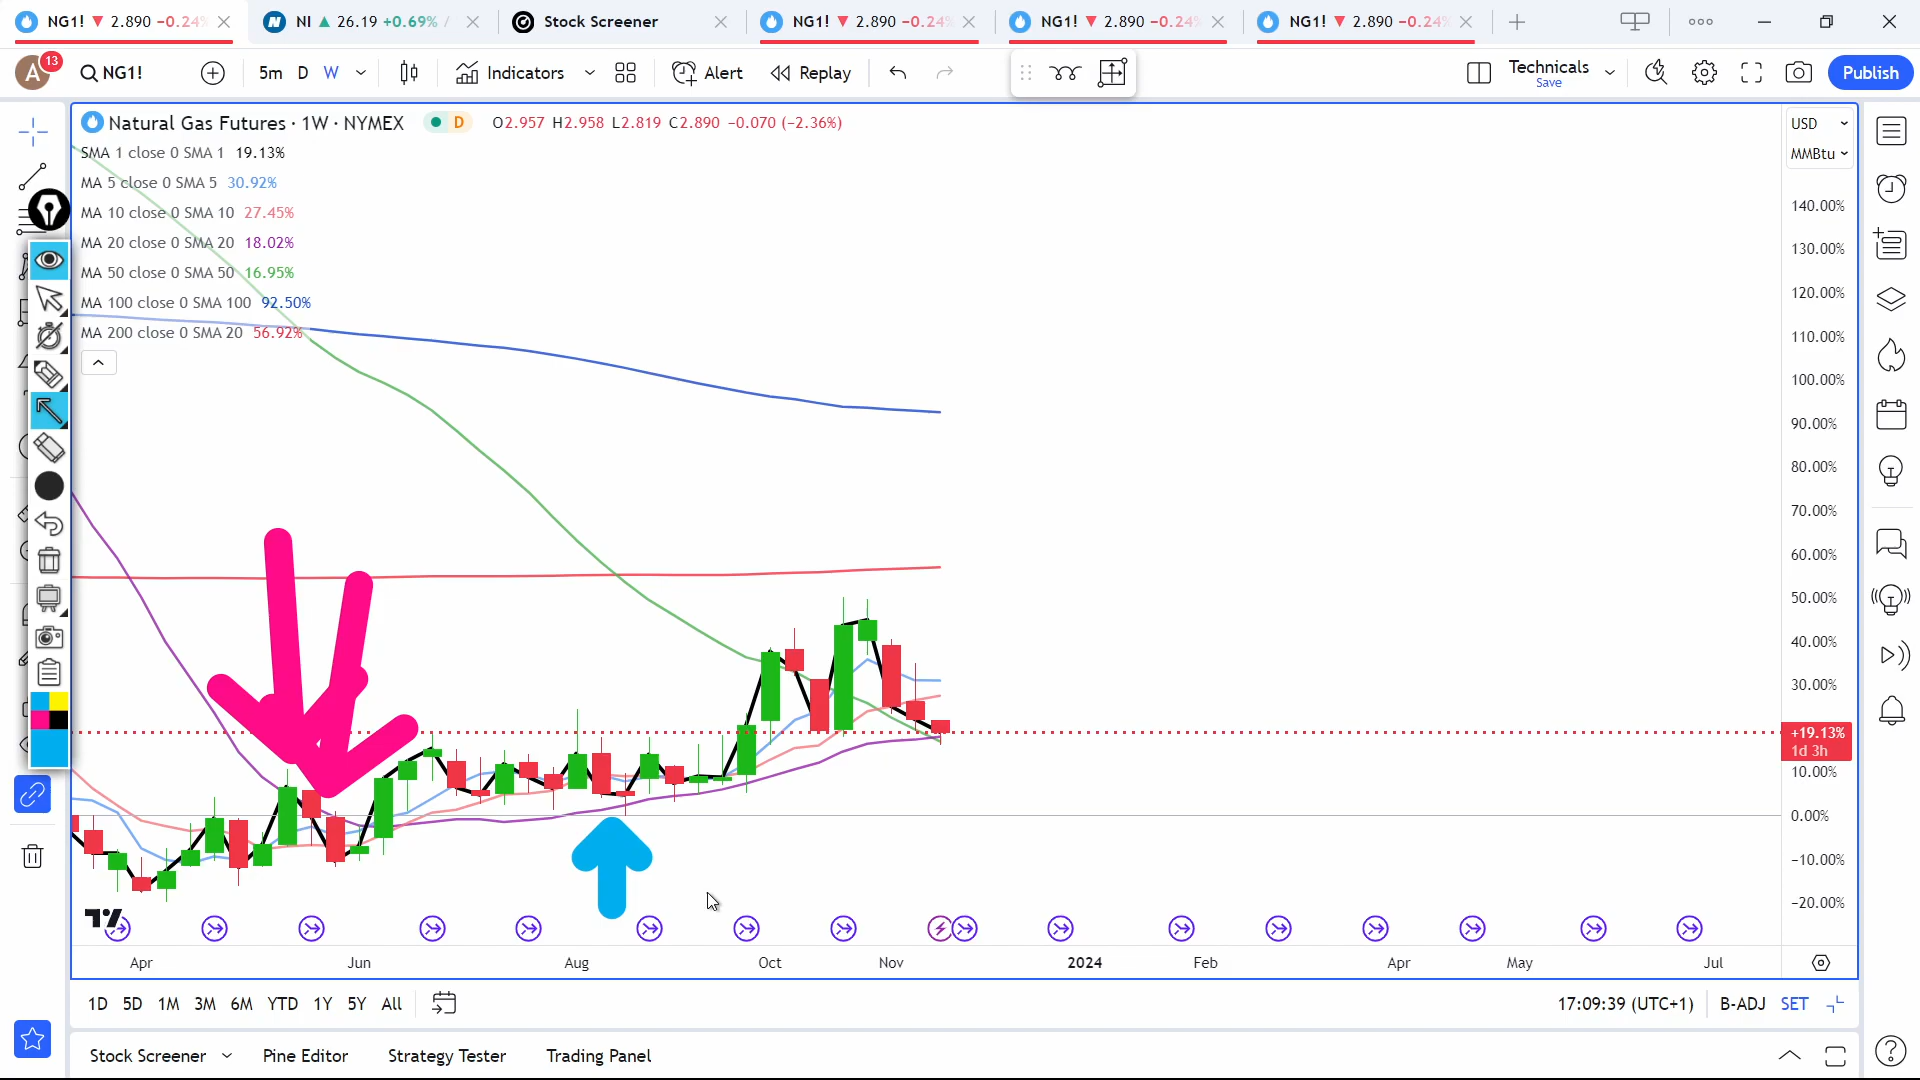 NG1! ▼ 2.890 −0.24%
NI ▲ 26.19 +0.69% /
Stock Screener
NG1! ▼ 2.890 −0.24%
NG1! ▼ 2.890 −0.24%
NG1! ▼ 2.890 −0.24%
A 13
NG1!
5m D W
Indicators
Alert
Replay
Technicals
Save
Publish
Natural Gas Futures · 1W · NYMEX D O2.957 H2.958 L2.819 C2.890 −0.070 (−2.36%)
SMA 1 close 0 SMA 1 19.13%
MA 5 close 0 SMA 5 30.92%
MA 10 close 0 SMA 10 27.45%
MA 20 close 0 SMA 20 18.02%
MA 50 close 0 SMA 50 16.95%
MA 100 close 0 SMA 100 92.50%
MA 200 close 0 SMA 20 56.92%
USD
MMBtu
140.00%
130.00%
120.00%
110.00%
100.00%
90.00%
80.00%
70.00%
60.00%
50.00%
40.00%
30.00%
+19.13%
1d 3h
10.00%
0.00%
−10.00%
−20.00%
Apr Jun Aug Oct Nov 2024 Feb Apr May Jul
1D 5D 1M 3M 6M YTD 1Y 5Y All
17:09:39 (UTC+1) B-ADJ SET
Stock Screener Pine Editor Strategy Tester Trading Panel